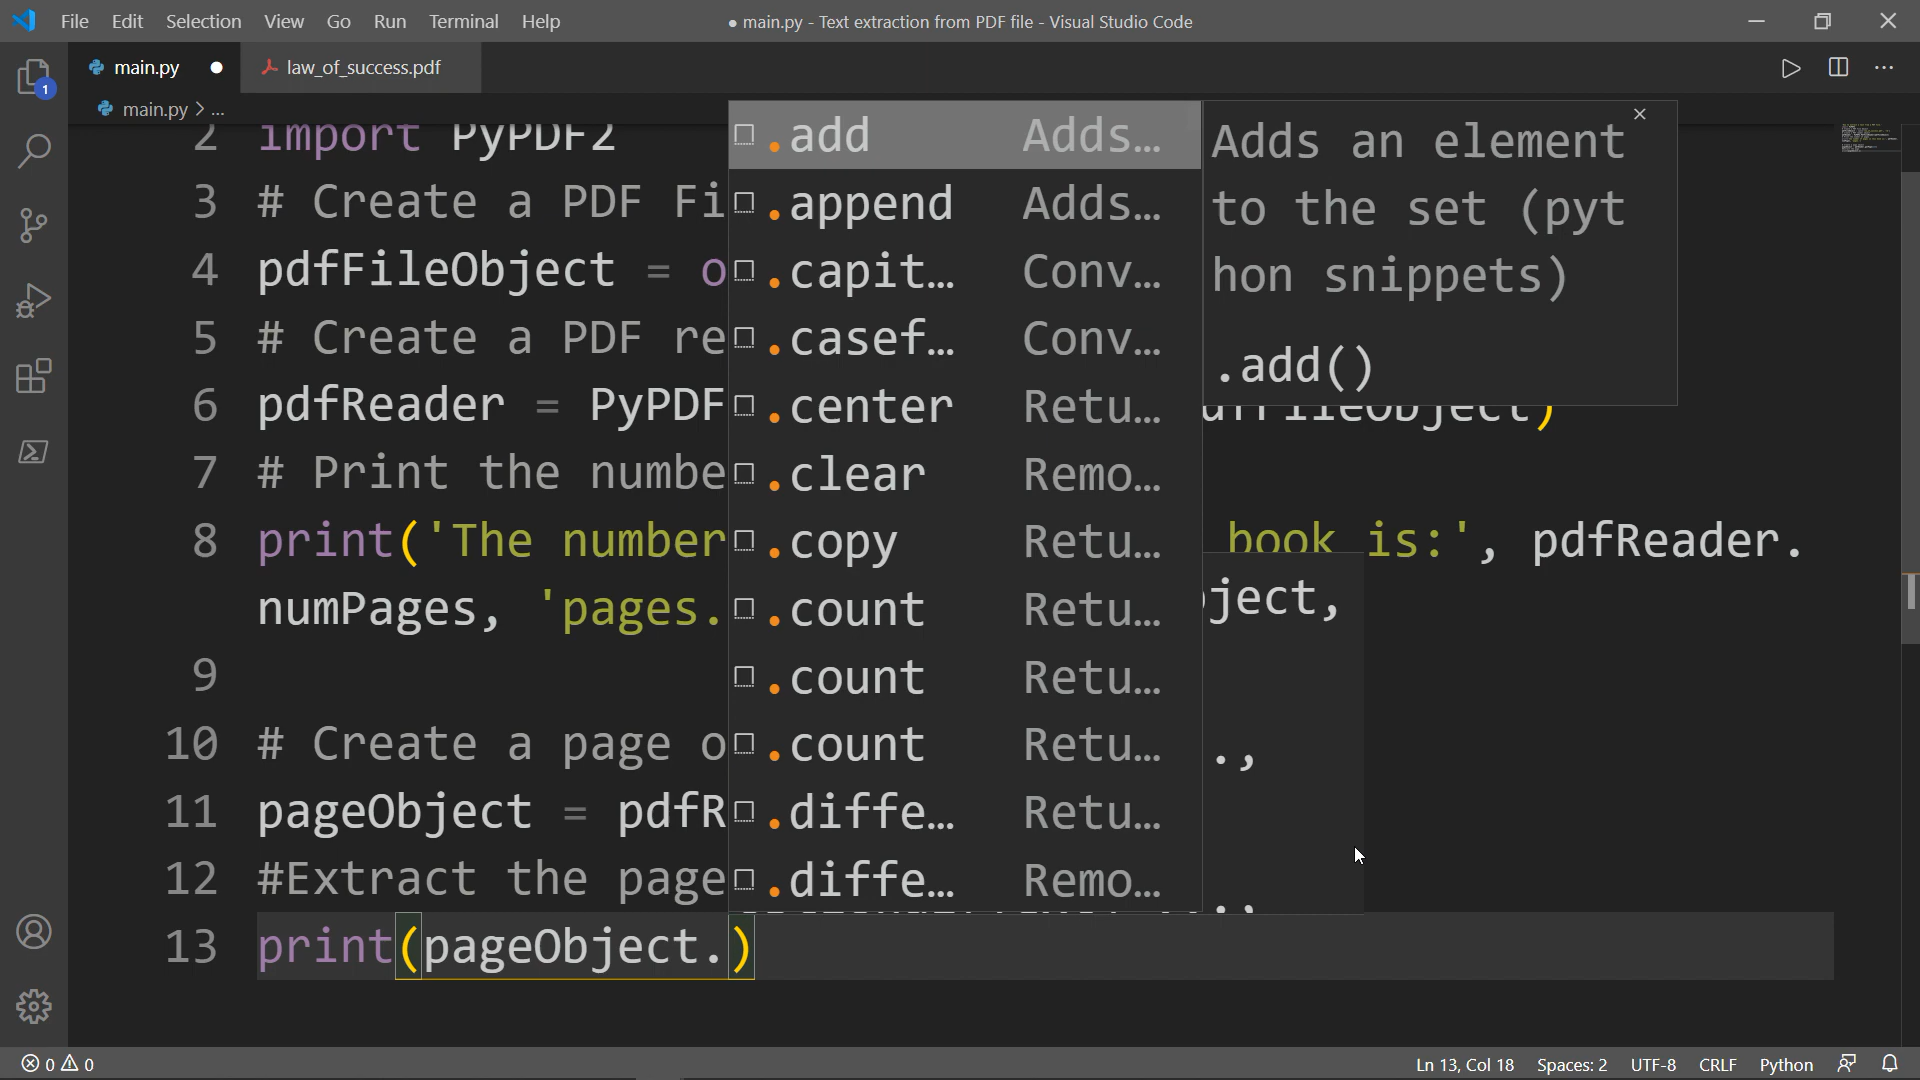 File Edit Selection View Go Run Terminal Help
● main.py - Text extraction from PDF file - Visual Studio Code
main.py ● law_of_success.pdf
main.py > ...
1
2 import PyPDF2
3 # Create a PDF Fi
4 pdfFileObject = o
5 # Create a PDF re
6 pdfReader = PyPDF
7 # Print the numbe
8 print('The number book is:', pdfReader.
numPages, 'pages.
9
10 # Create a page o
11 pageObject = pdfR
12 #Extract the page
13 print(pageObject.)
.add Adds…
.append Adds…
.capit… Conv…
.casef… Conv…
.center Retu…
.clear Remo…
.copy Retu…
.count Retu…
.count Retu…
.count Retu…
.diffe… Retu…
.diffe… Remo…
Adds an element
to the set (pyt
hon snippets)
.add()
ject,
.,
0 0
Ln 13, Col 18 Spaces: 2 UTF-8 CRLF Python